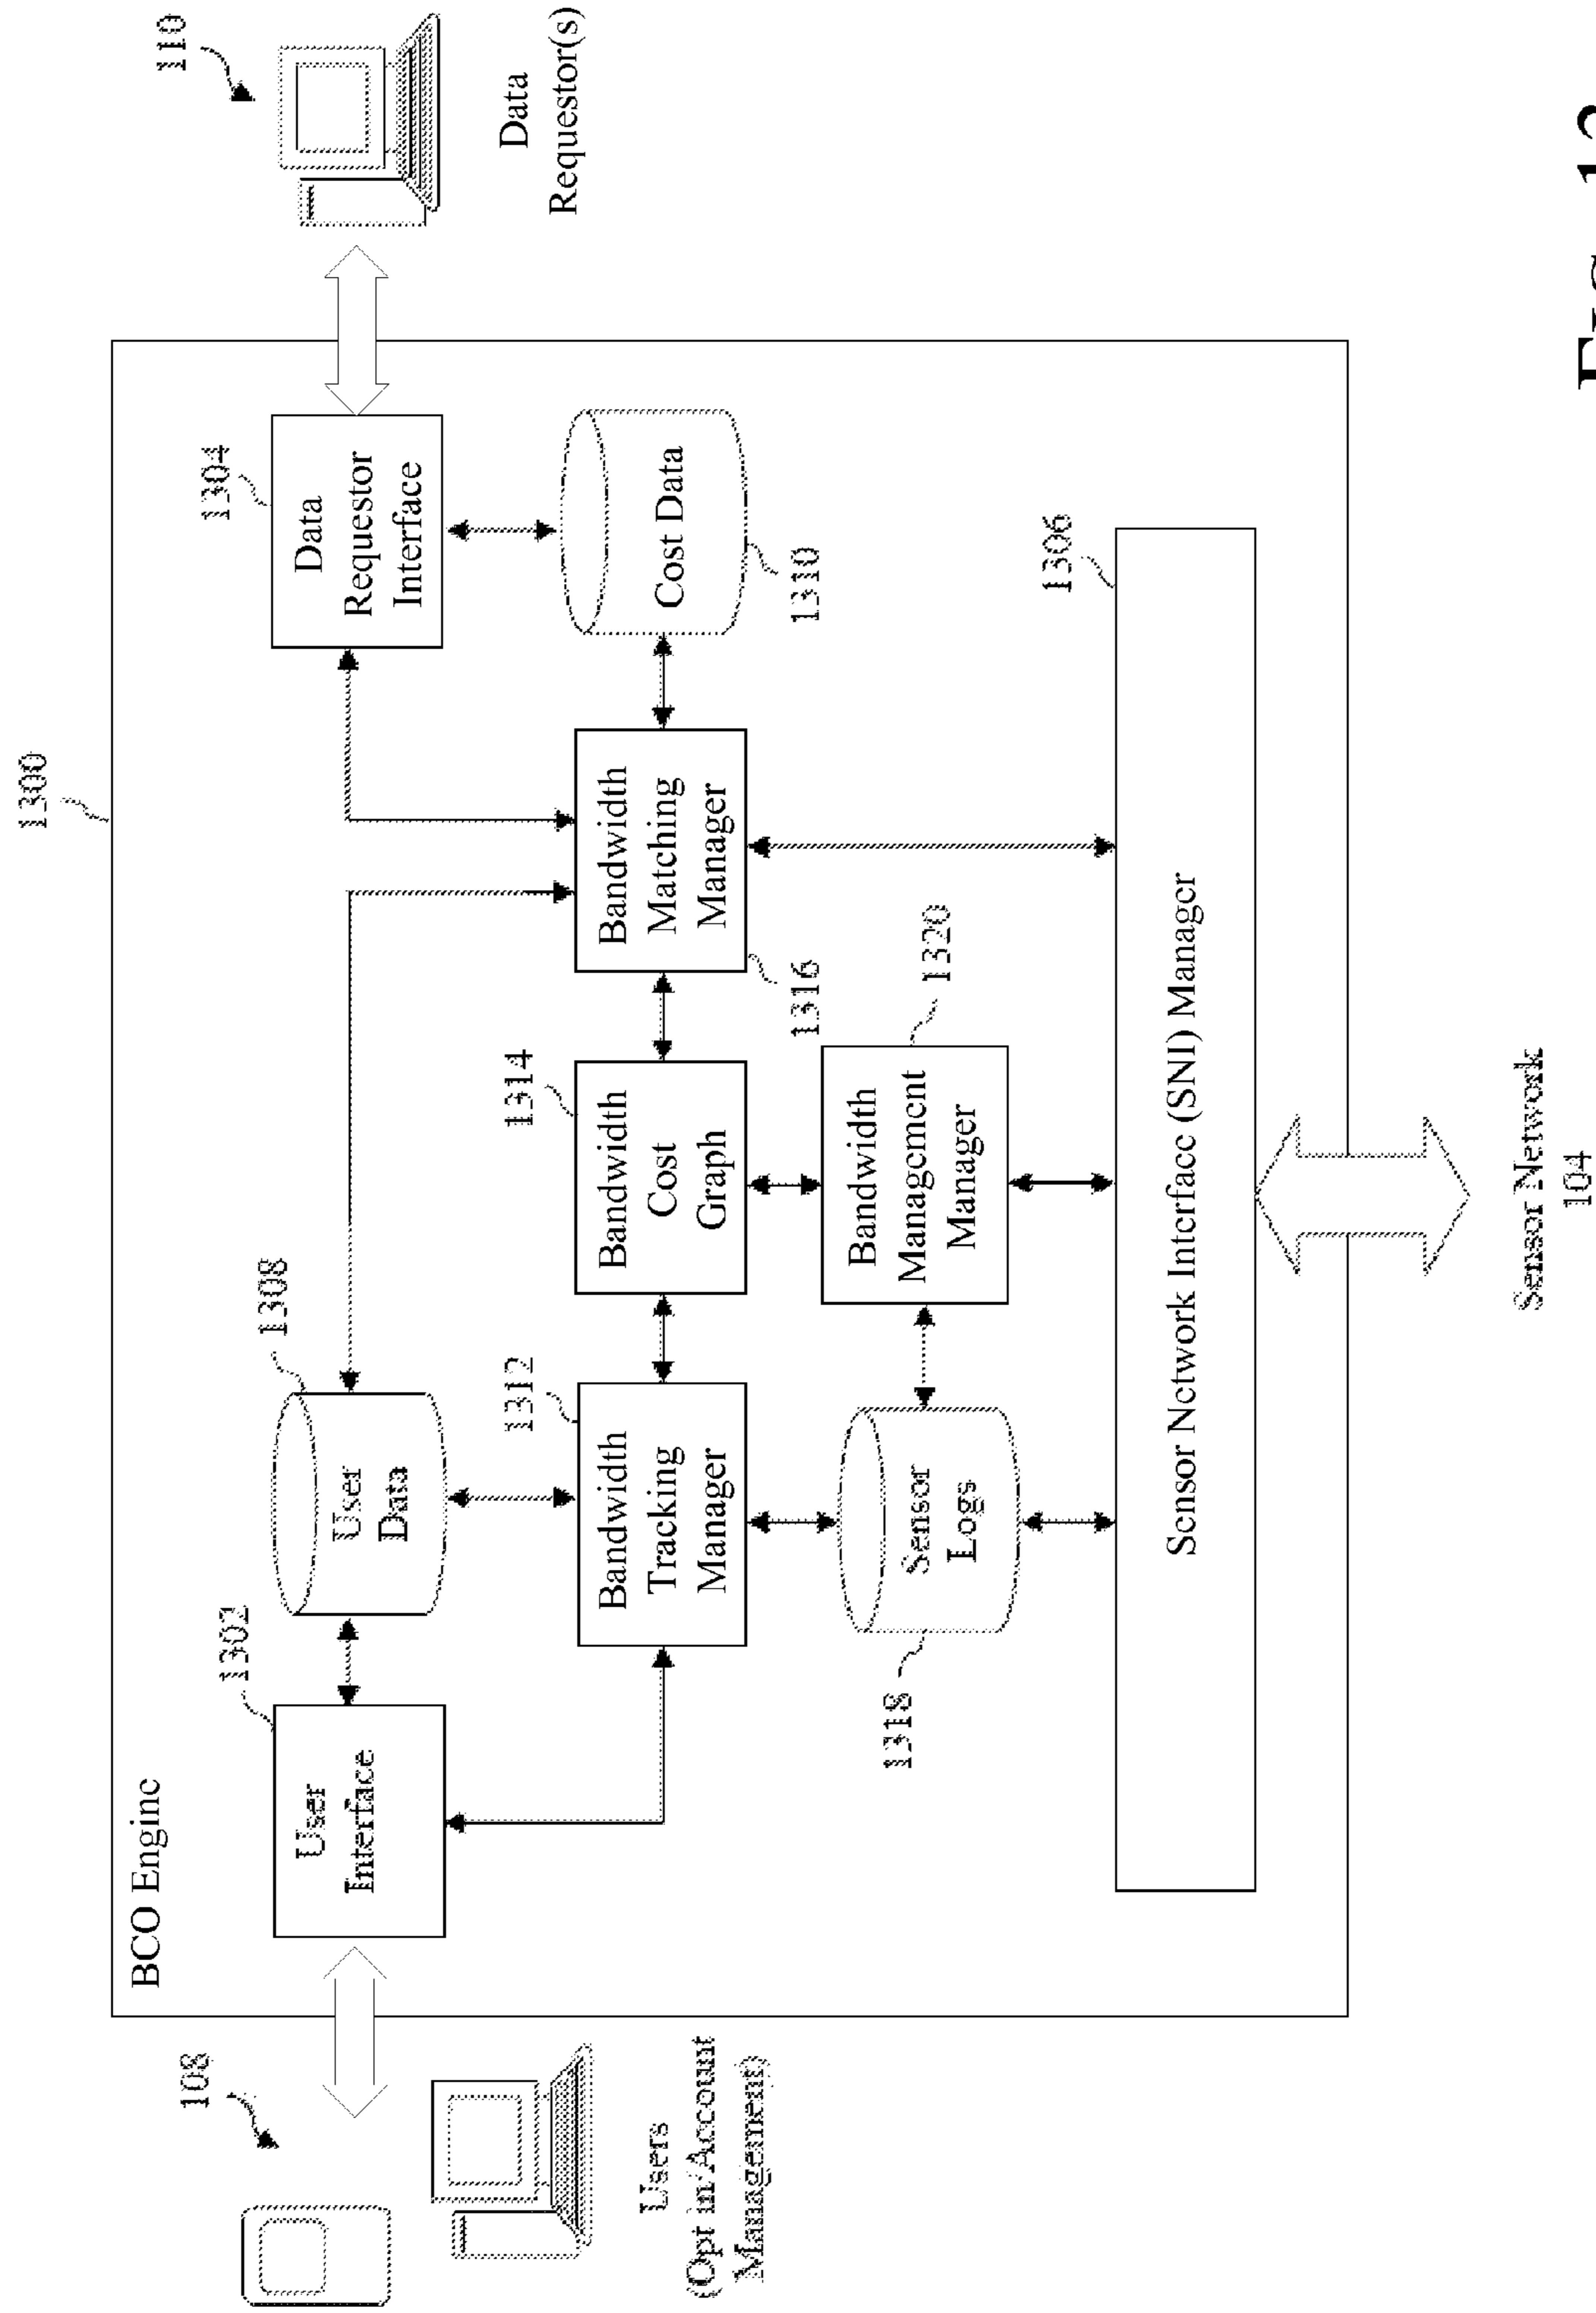 1300
BCO Engine
108
Users
(Opt in/Account
Management)
1302
User
Interface
1308
User
Data
1304
Data
Requestor
Interface
110
Data
Requestor(s)
1312
Bandwidth
Tracking
Manager
1314
Bandwidth
Cost
Graph
Bandwidth
Matching
Manager
1316
Cost Data
1310
1318
Sensor
Logs
1320
Bandwidth
Management
Manager
1306
Sensor Network Interface (SNI) Manager
Sensor Network
104